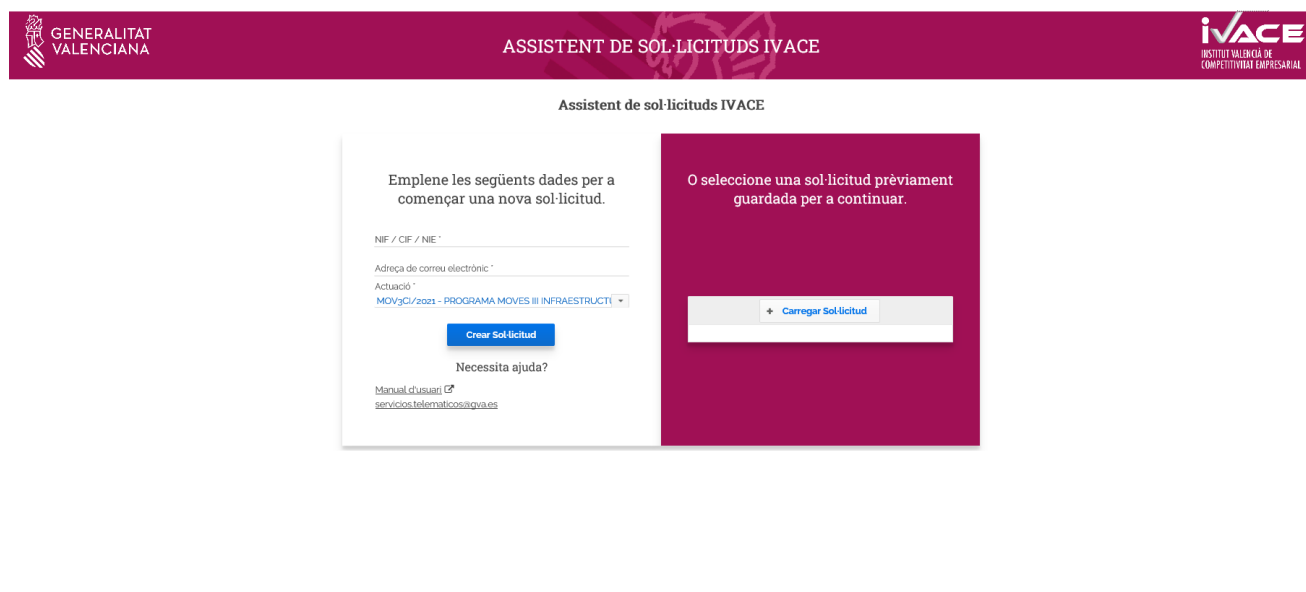 GENERALITAT
VALENCIANA
ASSISTENT DE SOL·LICITUDS IVACE
iVACE
INSTITUT VALENCIÀ DE
COMPETITIVITAT EMPRESARIAL
Assistent de sol·licituds IVACE
Emplene les següents dades per a
començar una nova sol·licitud.
NIF / CIF / NIE *
Adreça de correu electrònic *
Actuació *
MOV3CI/2021 - PROGRAMA MOVES III INFRAESTRUCTU
Crear Sol·licitud
Necessita ajuda?
Manual d'usuari
servicios.telematicos@gva.es
O seleccione una sol·licitud prèviament
guardada per a continuar.
+ Carregar Sol·licitud